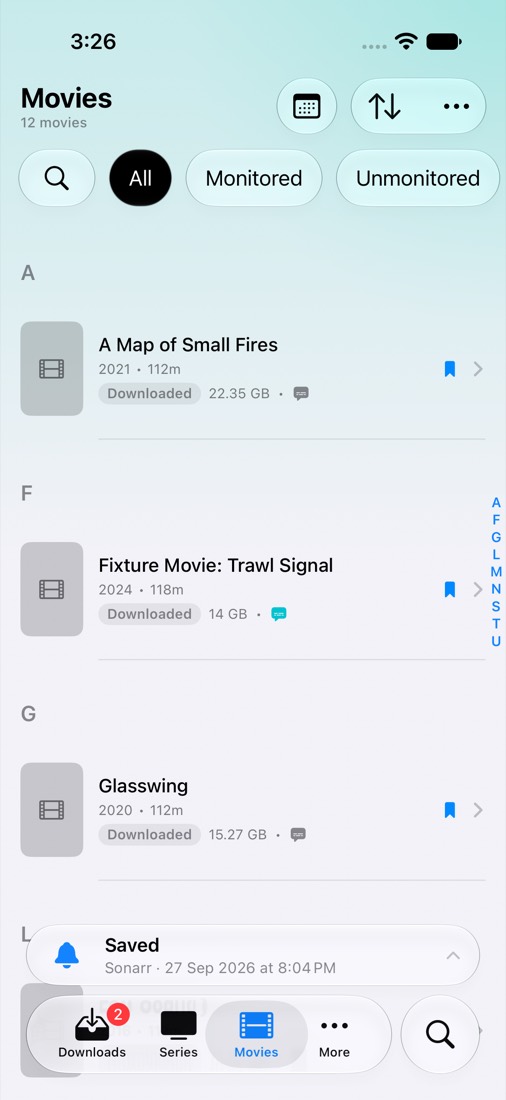 3:26
Movies
12 movies
All
Monitored
Unmonitored
A
A Map of Small Fires
2021 • 112m
Downloaded 22.35 GB •
F
Fixture Movie: Trawl Signal
2024 • 118m
Downloaded 14 GB •
G
Glasswing
2020 • 112m
Downloaded 15.27 GB •
A
F
G
L
M
N
S
T
U
L
Saved
Sonarr · 27 Sep 2026 at 8:04 PM
2
Downloads
Series
Movies
More